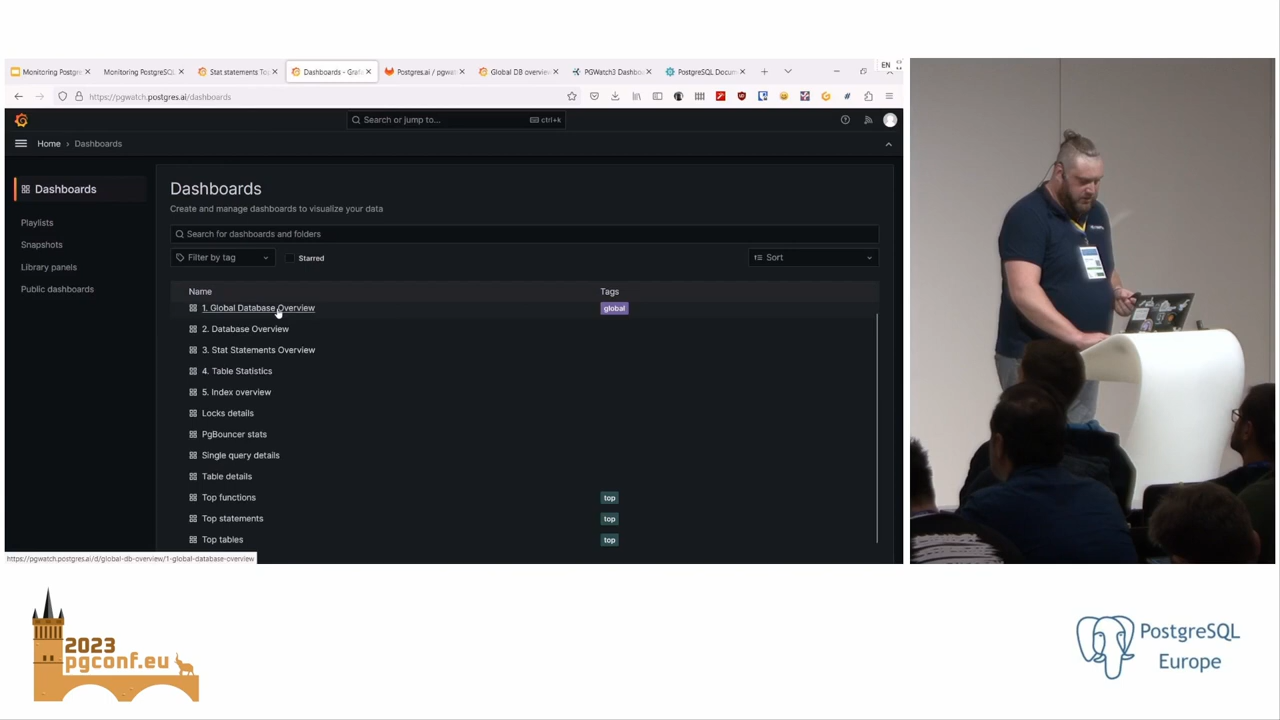 Monitoring Postgre
Monitoring PostgreSQL
Stat statements To
Dashboards - Grafa
Postgres.ai / pgwat
Global DB overview
PGWatch3 Dashbo
PostgreSQL Docum
EN
https://pgwatch.postgres.ai/dashboards
Search or jump to...
ctrl+k
Home › Dashboards
Dashboards
Playlists
Snapshots
Library panels
Public dashboards
Dashboards
Create and manage dashboards to visualize your data
Search for dashboards and folders
Filter by tag
Starred
Sort
Name
Tags
1. Global Database Overview
global
2. Database Overview
3. Stat Statements Overview
4. Table Statistics
5. Index overview
Locks details
PgBouncer stats
Single query details
Table details
Top functions
top
Top statements
top
Top tables
top
https://pgwatch.postgres.ai/d/global-db-overview/1-global-database-overview
2023
pgconf.eu
PostgreSQL
Europe